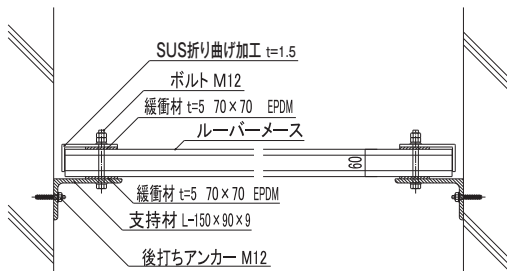 SUS折り曲げ加工 t=1.5
ボルト M12
緩衝材 t=5 70×70 EPDM
ルーバーメース
60
緩衝材 t=5 70×70 EPDM
支持材 L-150×90×9
後打ちアンカー M12